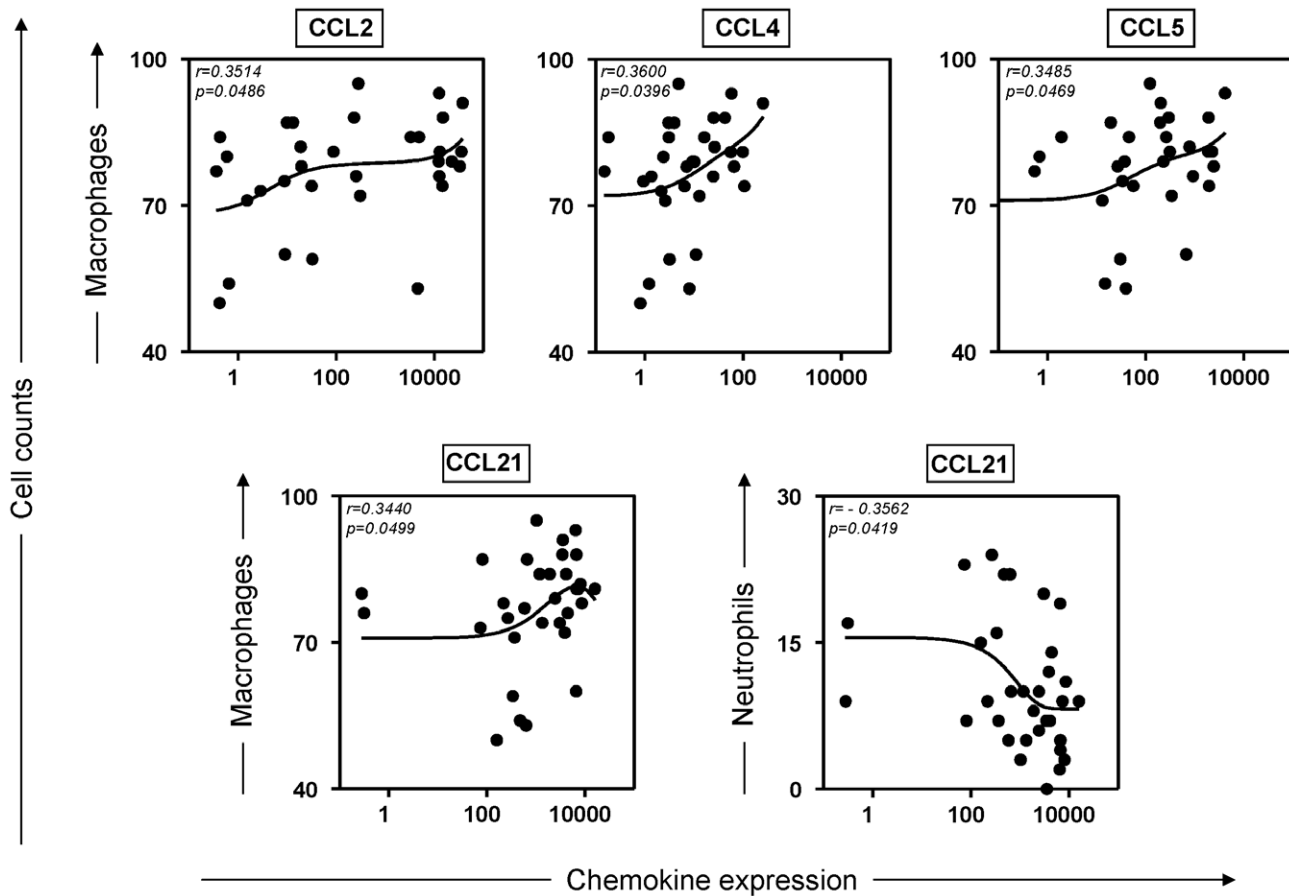 CCL2
CCL4
CCL5
100
70
40
r=0.3514
p=0.0486
1
100
10000
100
70
40
r=0.3600
p=0.0396
1
100
10000
100
70
40
r=0.3485
p=0.0469
1
100
10000
Macrophages
Cell counts
CCL21
CCL21
100
70
40
r=0.3440
p=0.0499
1
100
10000
Macrophages
30
15
0
r= - 0.3562
p=0.0419
1
100
10000
Neutrophils
Chemokine expression